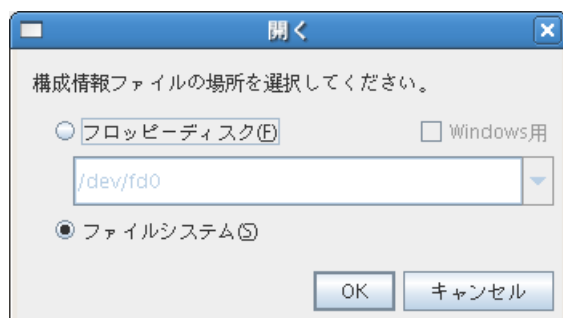 開く
構成情報ファイルの場所を選択してください。
フロッピーディスク(F) Windows用
/dev/fd0
ファイルシステム(S)
OK キャンセル